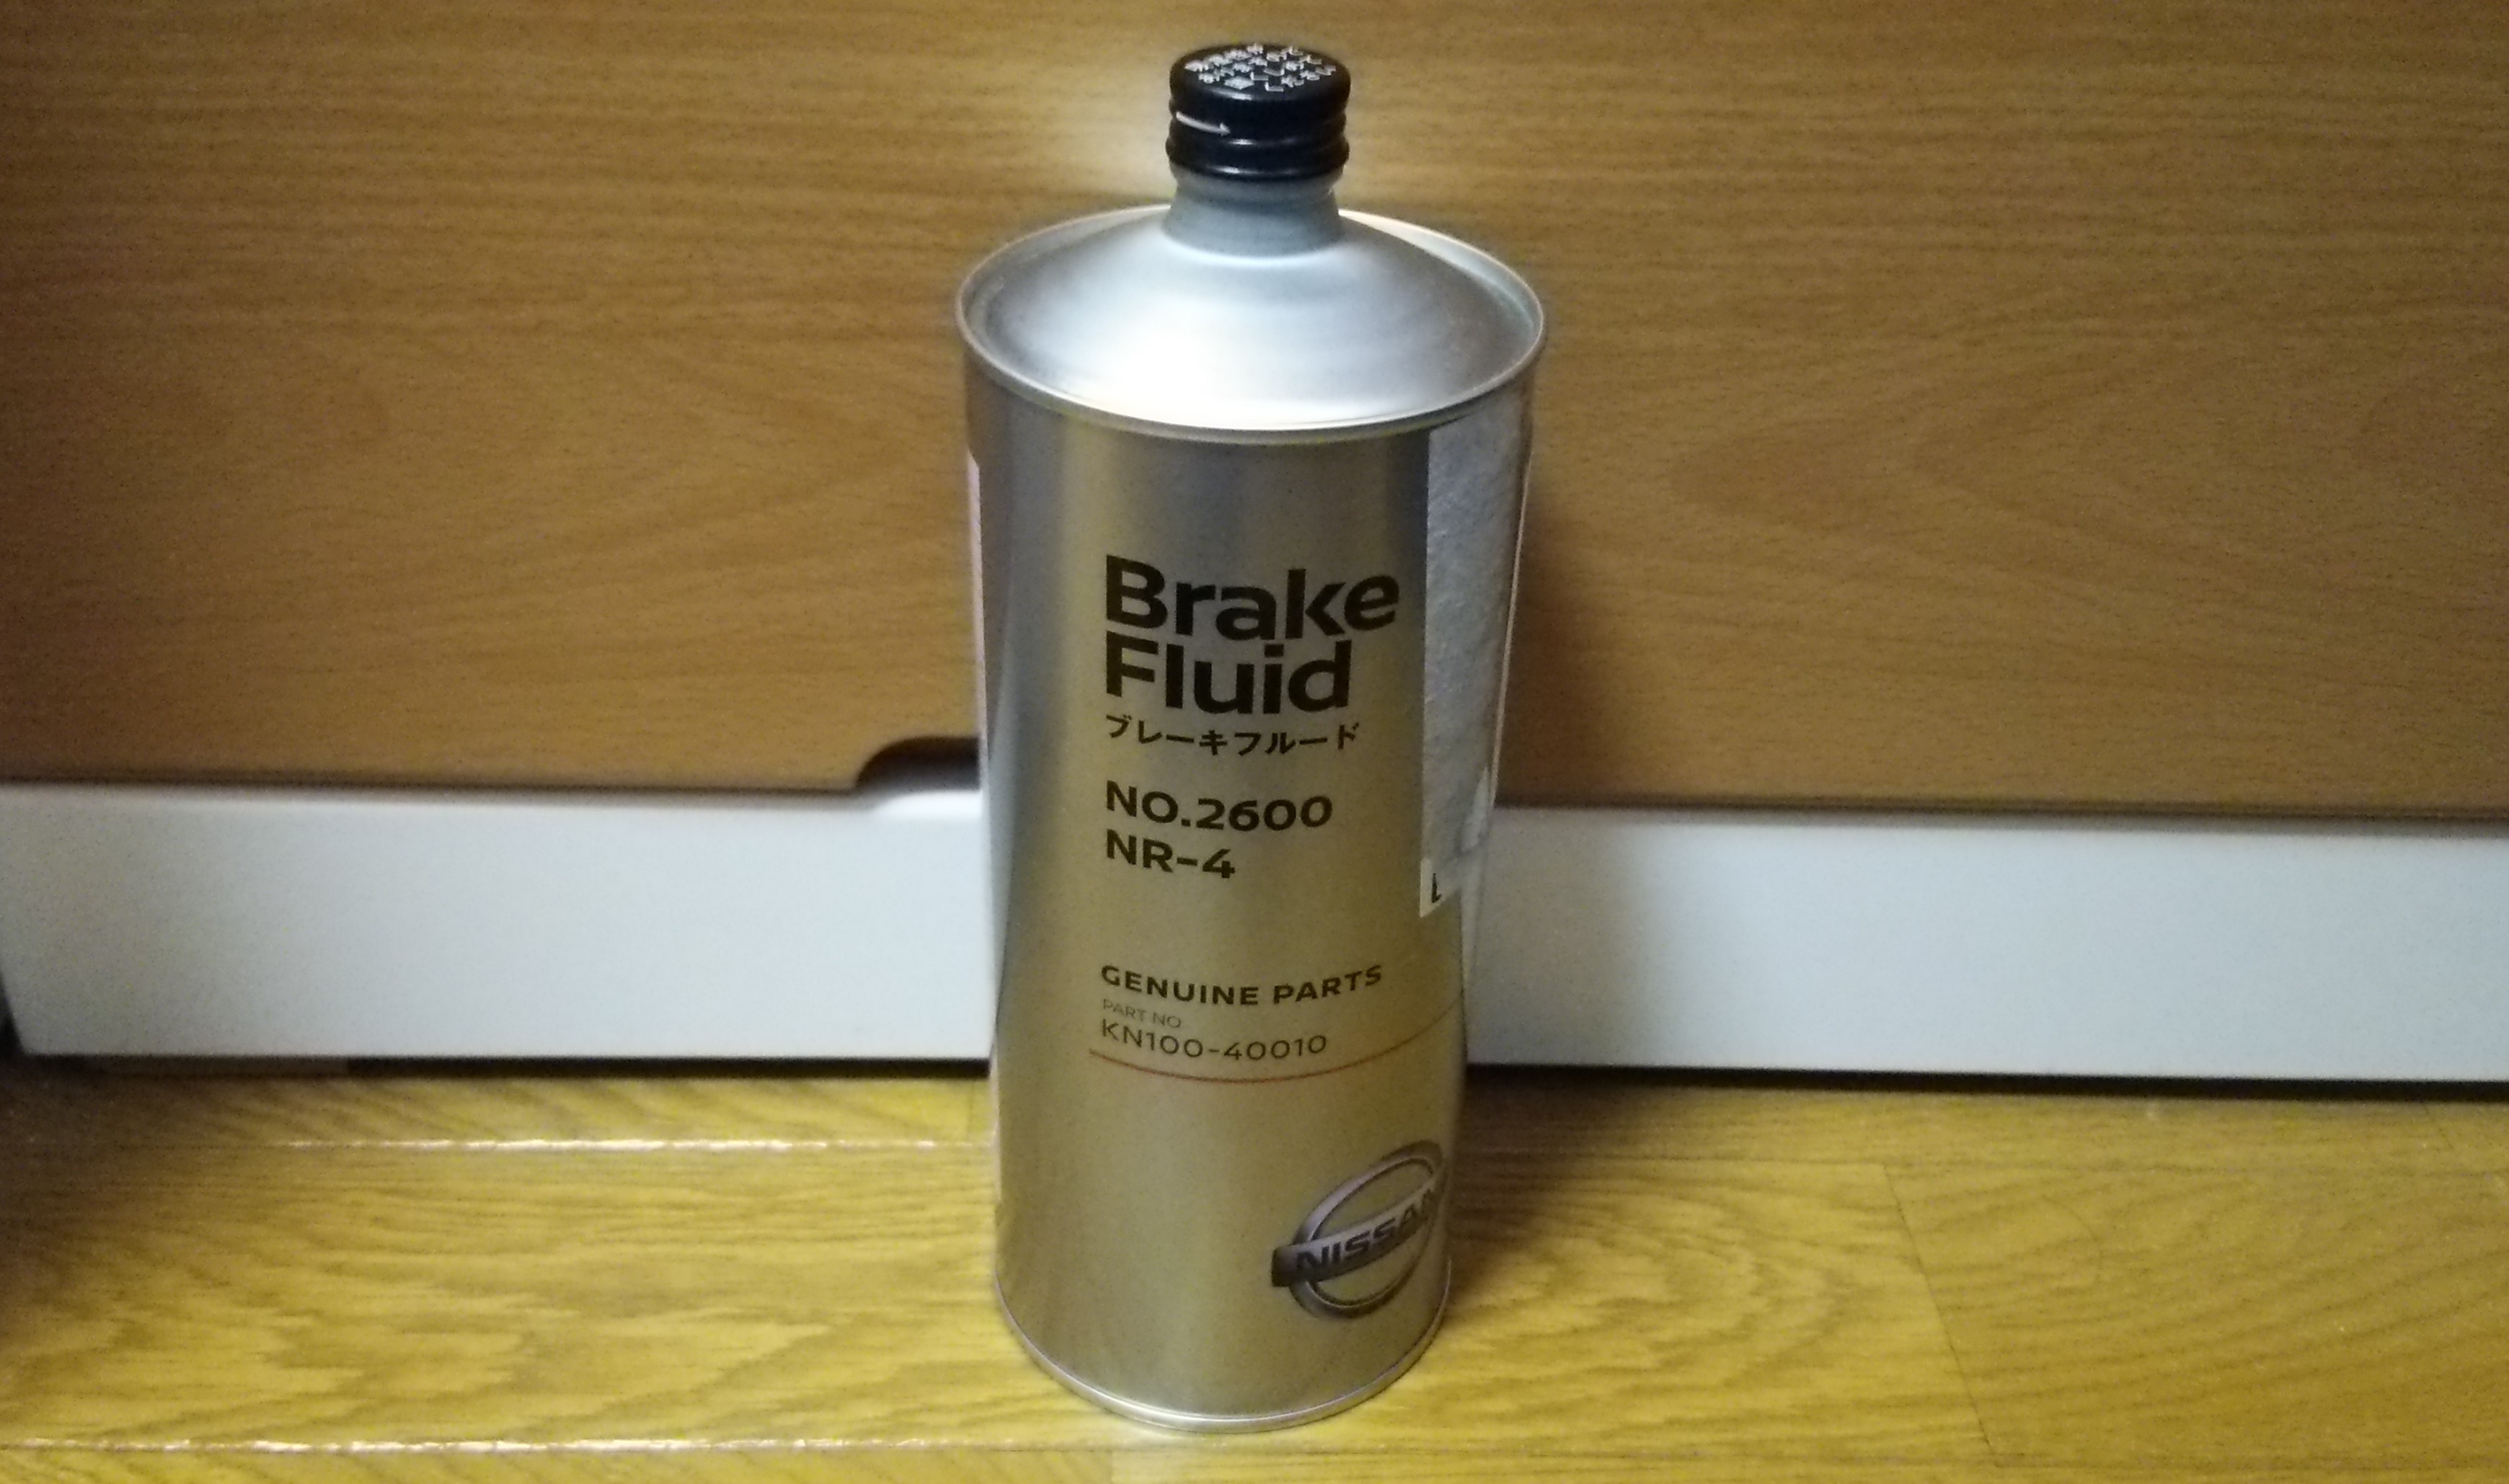 Brake
Fluid
ブレーキフルード
NO.2600
NR-4
GENUINE PARTS
PART NO.
KN100-40010
NISSAN